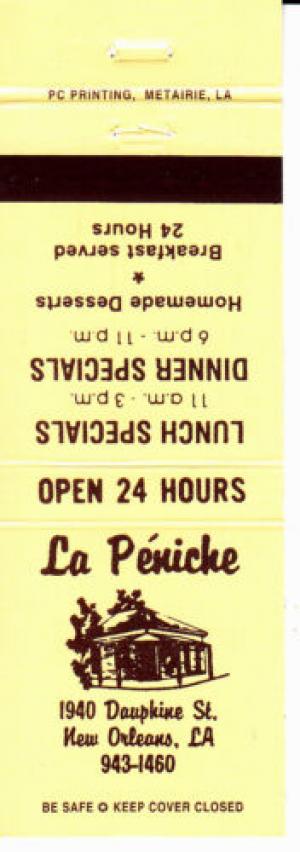 PC PRINTING, METAIRIE, LA
LUNCH SPECIALS
11 a.m. - 3 p.m.
DINNER SPECIALS
6 p.m. - 11 p.m.
Homemade Desserts
★
Breakfast served
24 Hours
OPEN 24 HOURS
La Péniche
1940 Dauphine St.
New Orleans, LA
943-1460
BE SAFE ✪ KEEP COVER CLOSED